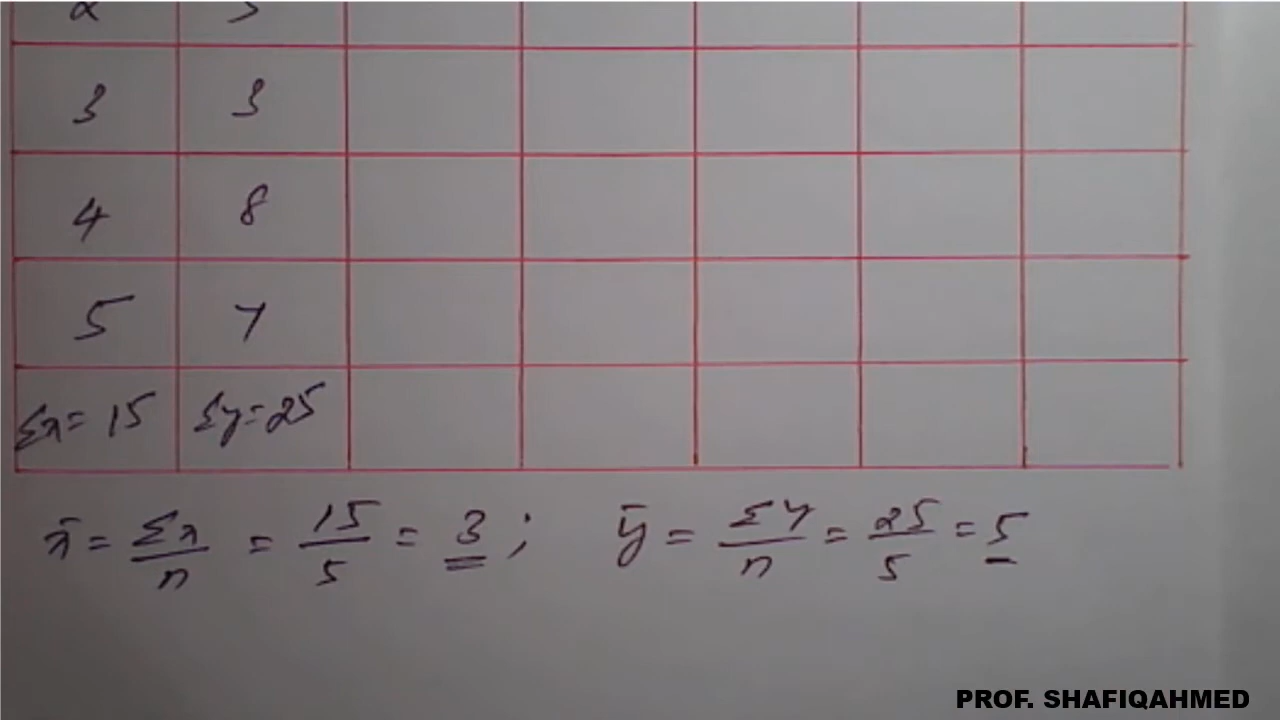 3 3
4 8
5 7
Σx = 15 Σy = 25
x̄ = Σx/n = 15/5 = 3 ; ȳ = Σy/n = 25/5 = 5
PROF. SHAFIQAHMED